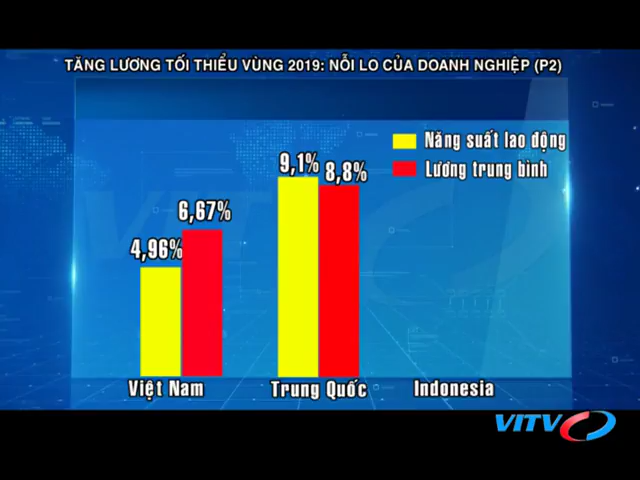 TĂNG LƯƠNG TỐI THIỂU VÙNG 2019: NỖI LO CỦA DOANH NGHIỆP (P2)
Năng suất lao động
Lương trung bình
9,1%
8,8%
6,67%
4,96%
Việt Nam
Trung Quốc
Indonesia
VITV